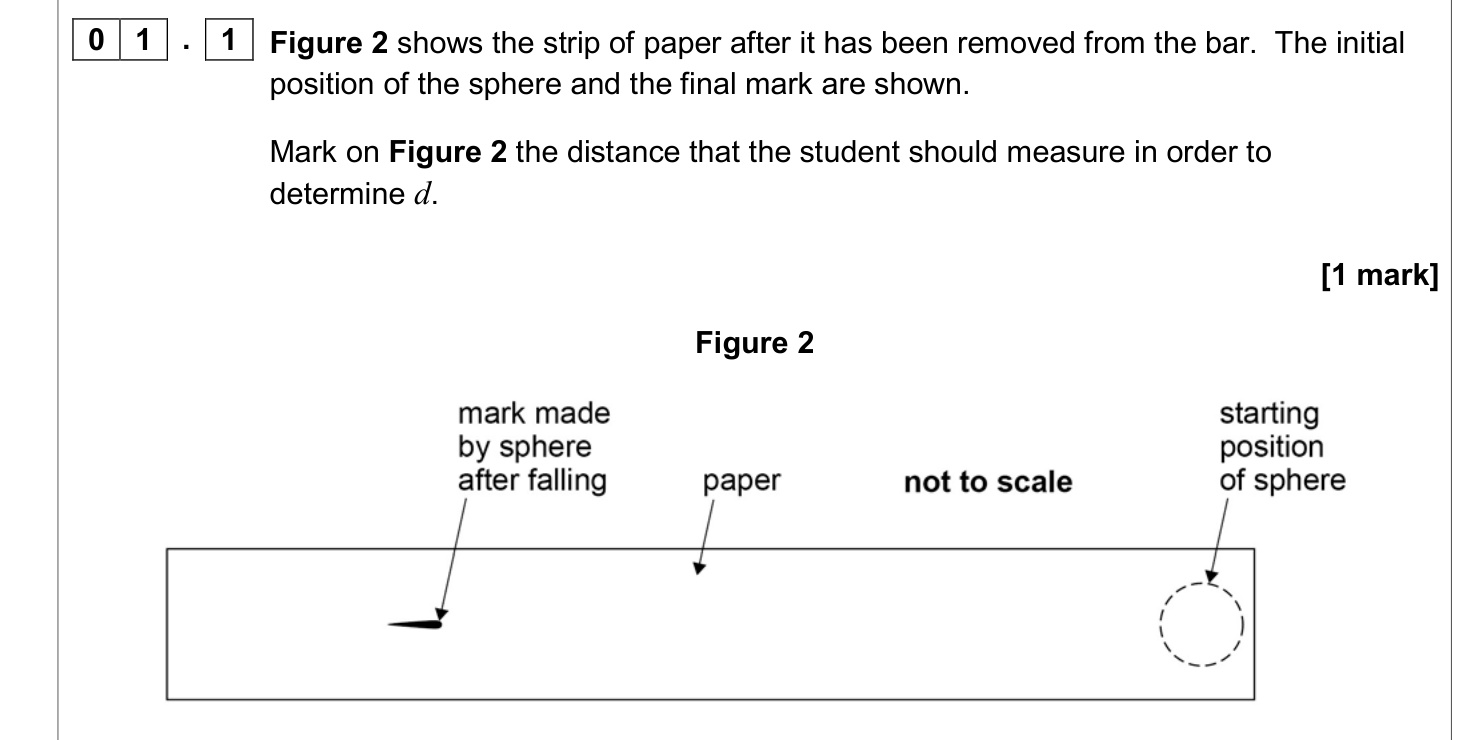 0 1 . 1 Figure 2 shows the strip of paper after it has been removed from the bar. The initial
position of the sphere and the final mark are shown.
Mark on Figure 2 the distance that the student should measure in order to
determine d.
[1 mark]
Figure 2
mark made
by sphere
after falling
paper
not to scale
starting
position
of sphere